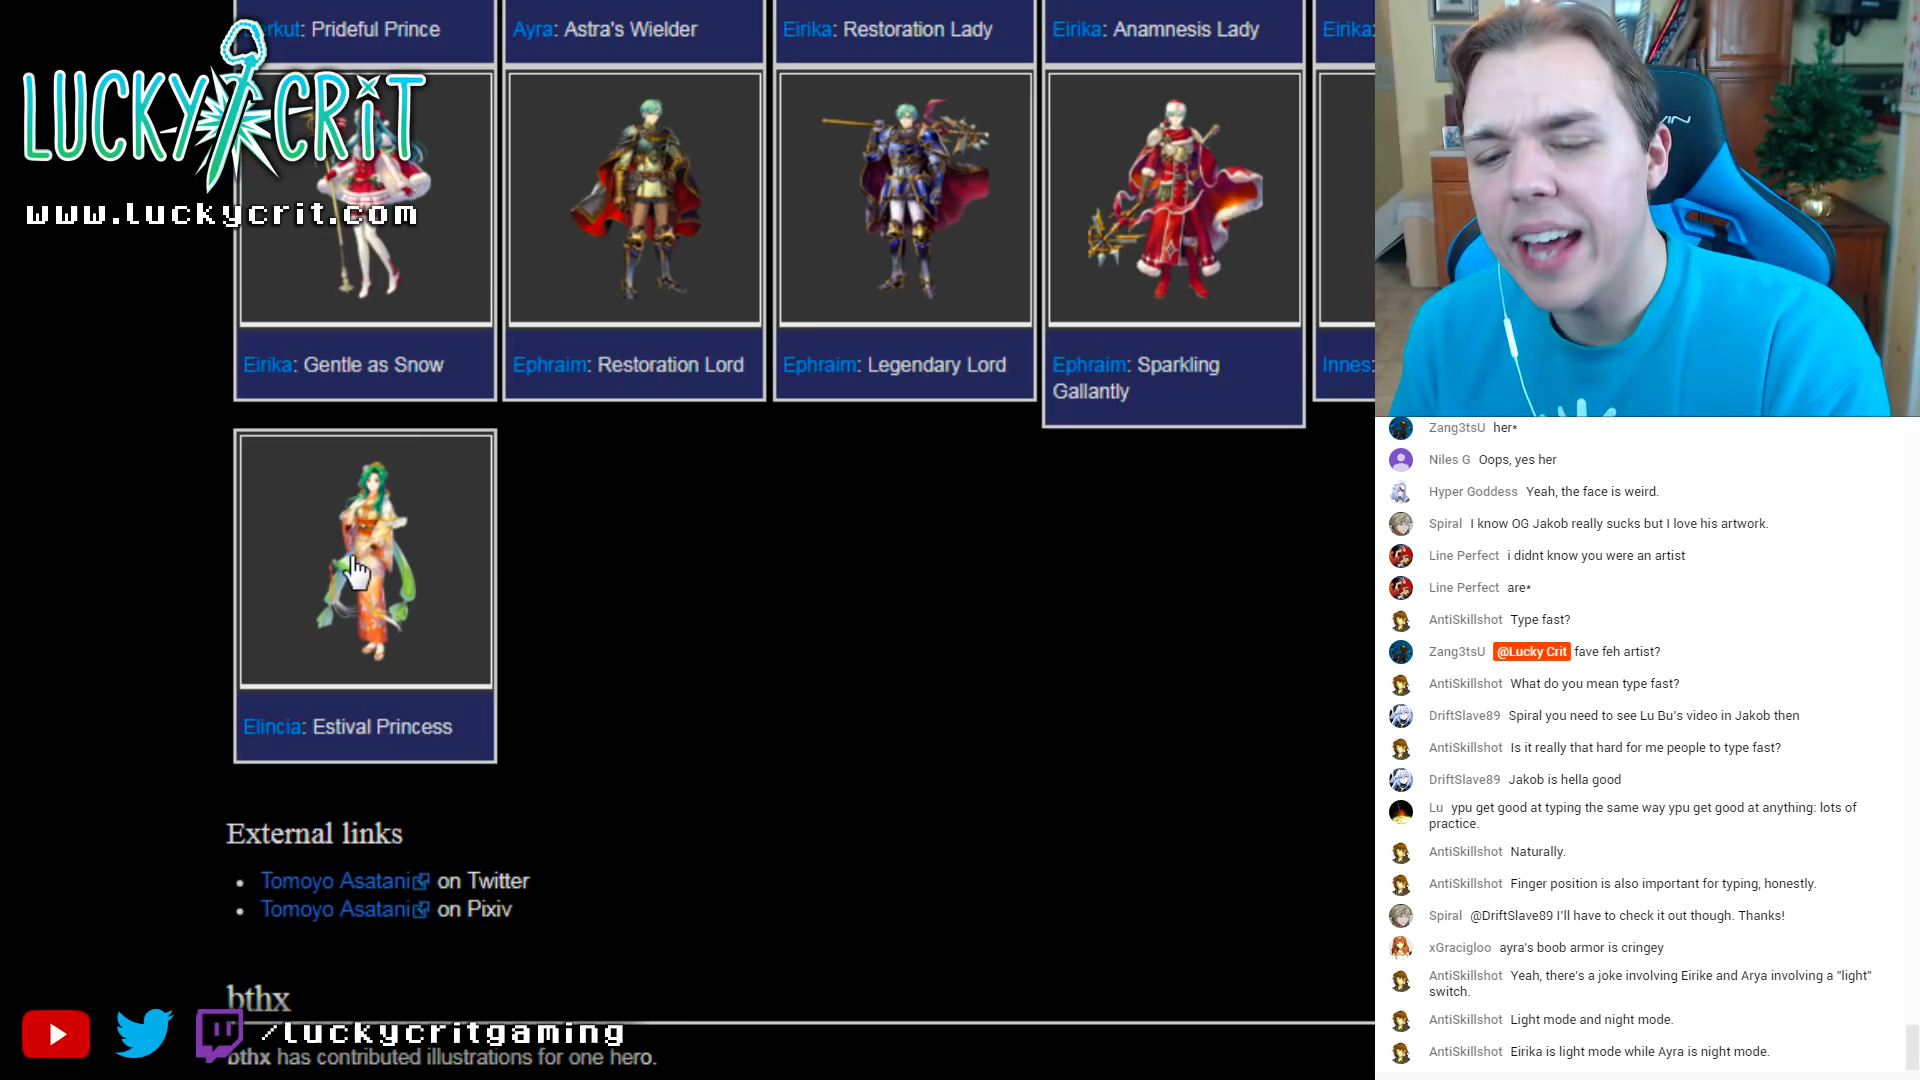 rkut: Prideful Prince
Ayra: Astra's Wielder
Eirika: Restoration Lady
Eirika: Anamnesis Lady
Eirika:
LUCKY CRIT
www.luckycrit.com
Eirika: Gentle as Snow
Ephraim: Restoration Lord
Ephraim: Legendary Lord
Ephraim: Sparkling
Gallantly
Innes:
Elincia: Estival Princess
External links
Tomoyo Asatani on Twitter
Tomoyo Asatani on Pixiv
bthx
/luckycritgaming
bthx has contributed illustrations for one hero.
Zang3tsU her*
Niles G Oops, yes her
Hyper Goddess Yeah, the face is weird.
Spiral I know OG Jakob really sucks but I love his artwork.
Line Perfect i didnt know you were an artist
Line Perfect are*
AntiSkillshot Type fast?
Zang3tsU @Lucky Crit fave feh artist?
AntiSkillshot What do you mean type fast?
DriftSlave89 Spiral you need to see Lu Bu's video in Jakob then
AntiSkillshot Is it really that hard for me people to type fast?
DriftSlave89 Jakob is hella good
Lu ypu get good at typing the same way ypu get good at anything: lots of
practice.
AntiSkillshot Naturally.
AntiSkillshot Finger position is also important for typing, honestly.
Spiral @DriftSlave89 I'll have to check it out though. Thanks!
xGracigloo ayra's boob armor is cringey
AntiSkillshot Yeah, there's a joke involving Eirike and Arya involving a "light"
switch.
AntiSkillshot Light mode and night mode.
AntiSkillshot Eirika is light mode while Ayra is night mode.